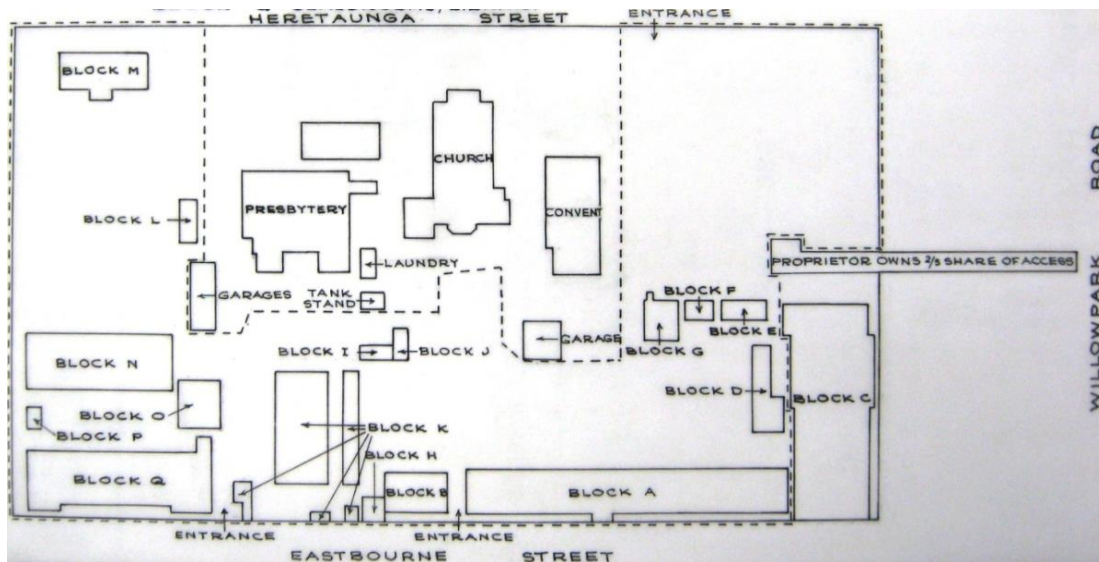 HERETAUNGA STREET
ENTRANCE
BLOCK M
CHURCH
PRESBYTERY
CONVENT
BLOCK L
LAUNDRY
PROPRIETOR OWNS 2/3 SHARE OF ACCESS
WILLOWPARK ROAD
GARAGES
TANK
STAND
BLOCK F
BLOCK E
GARAGE
BLOCK G
BLOCK I
BLOCK J
BLOCK N
BLOCK D
BLOCK C
BLOCK O
BLOCK P
BLOCK K
BLOCK H
BLOCK Q
BLOCK B
BLOCK A
ENTRANCE
ENTRANCE
EASTBOURNE STREET